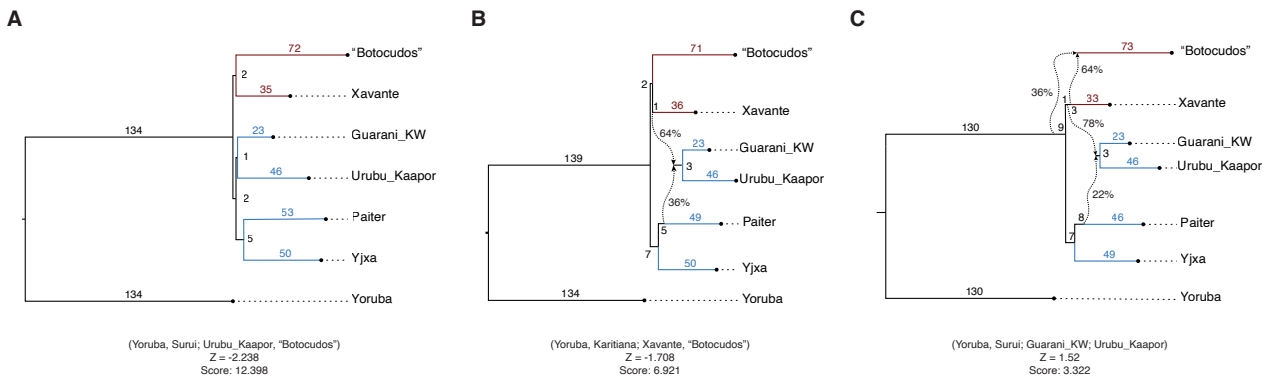 A
B
C
72
"Botocudos"
2
35
Xavante
134
23
Guarani_KW
1
46
Urubu_Kaapor
2
53
Paiter
5
50
Yjxa
134
Yoruba
(Yoruba, Surui; Urubu_Kaapor, "Botocudos")
Z = -2.238
Score: 12.398
71
"Botocudos"
2
1
36
Xavante
64%
23
Guarani_KW
139
3
46
Urubu_Kaapor
36%
49
Paiter
5
7
50
Yjxa
134
Yoruba
(Yoruba, Karitiana; Xavante, "Botocudos")
Z = -1.708
Score: 6.921
73
"Botocudos"
64%
36%
1
33
Xavante
3
9
78%
130
23
Guarani_KW
3
46
Urubu_Kaapor
22%
8
46
Paiter
7
49
Yjxa
130
Yoruba
(Yoruba, Surui; Guarani_KW; Urubu_Kaapor)
Z = 1.52
Score: 3.322